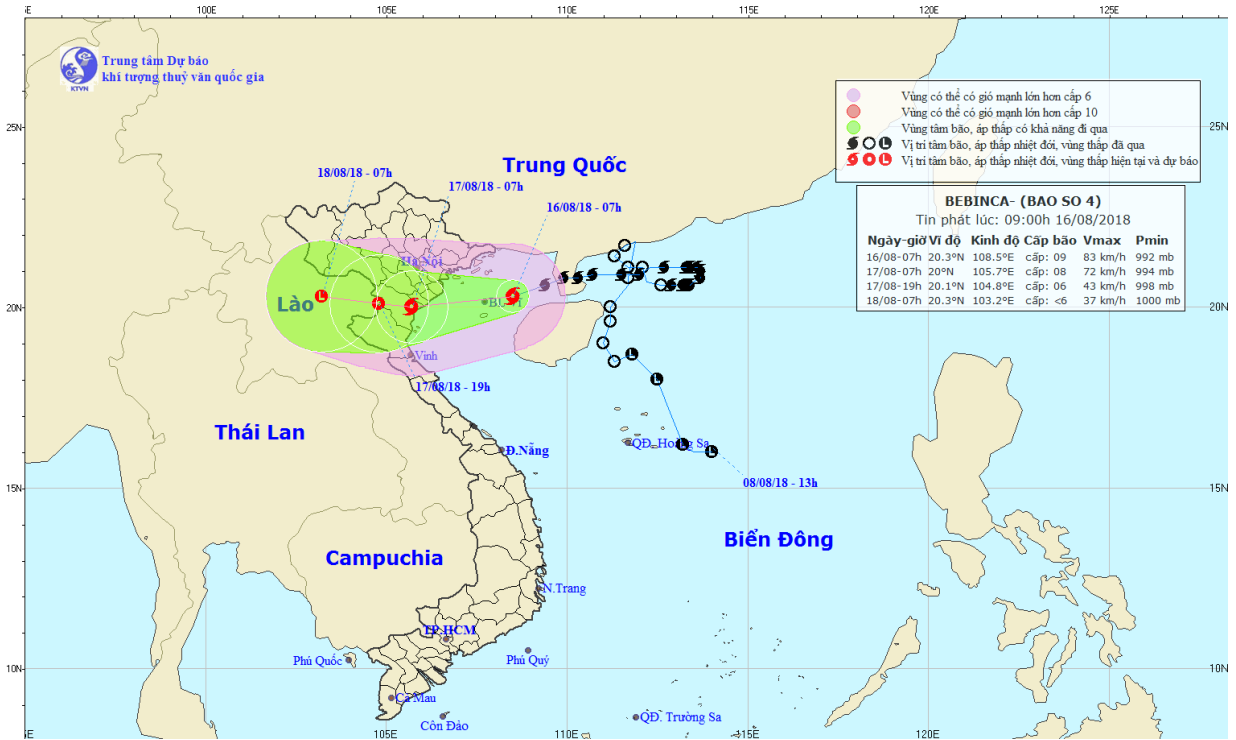 100E
105E
110E
115E
120E
125E
Trung tâm Dự báo
khí tượng thuỷ văn quốc gia
KTVN
Vùng có thể có gió mạnh lớn hơn cấp 6
Vùng có thể có gió mạnh lớn hơn cấp 10
Vùng tâm bão, áp thấp có khả năng đi qua
Vị trí tâm bão, áp thấp nhiệt đới, vùng thấp đã qua
Vị trí tâm bão, áp thấp nhiệt đới, vùng thấp hiện tại và dự báo
25N
25N
Trung Quốc
18/08/18 - 07h
17/08/18 - 07h
16/08/18 - 07h
BEBINCA- (BAO SO 4)
Tin phát lúc: 09:00h 16/08/2018
Ngày-giờ Vĩ độ Kinh độ Cấp bão Vmax Pmin
16/08-07h 20.3°N 108.5°E cấp: 09 83 km/h 992 mb
17/08-07h 20°N 105.7°E cấp: 08 72 km/h 994 mb
17/08-19h 20.1°N 104.8°E cấp: 06 43 km/h 998 mb
18/08-07h 20.3°N 103.2°E cấp: <6 37 km/h 1000 mb
Hà Nội
Lào
20N
20N
Vinh
17/08/18 - 19h
Thái Lan
Đ.Nẵng
QĐ. Hoàng Sa
08/08/18 - 13h
15N
15N
Biển Đông
Campuchia
N.Trang
TP.HCM
Phú Quốc
Phú Quý
10N
10N
Cà Mau
Côn Đảo
QĐ. Trường Sa
105E
110E
115E
120E
125E